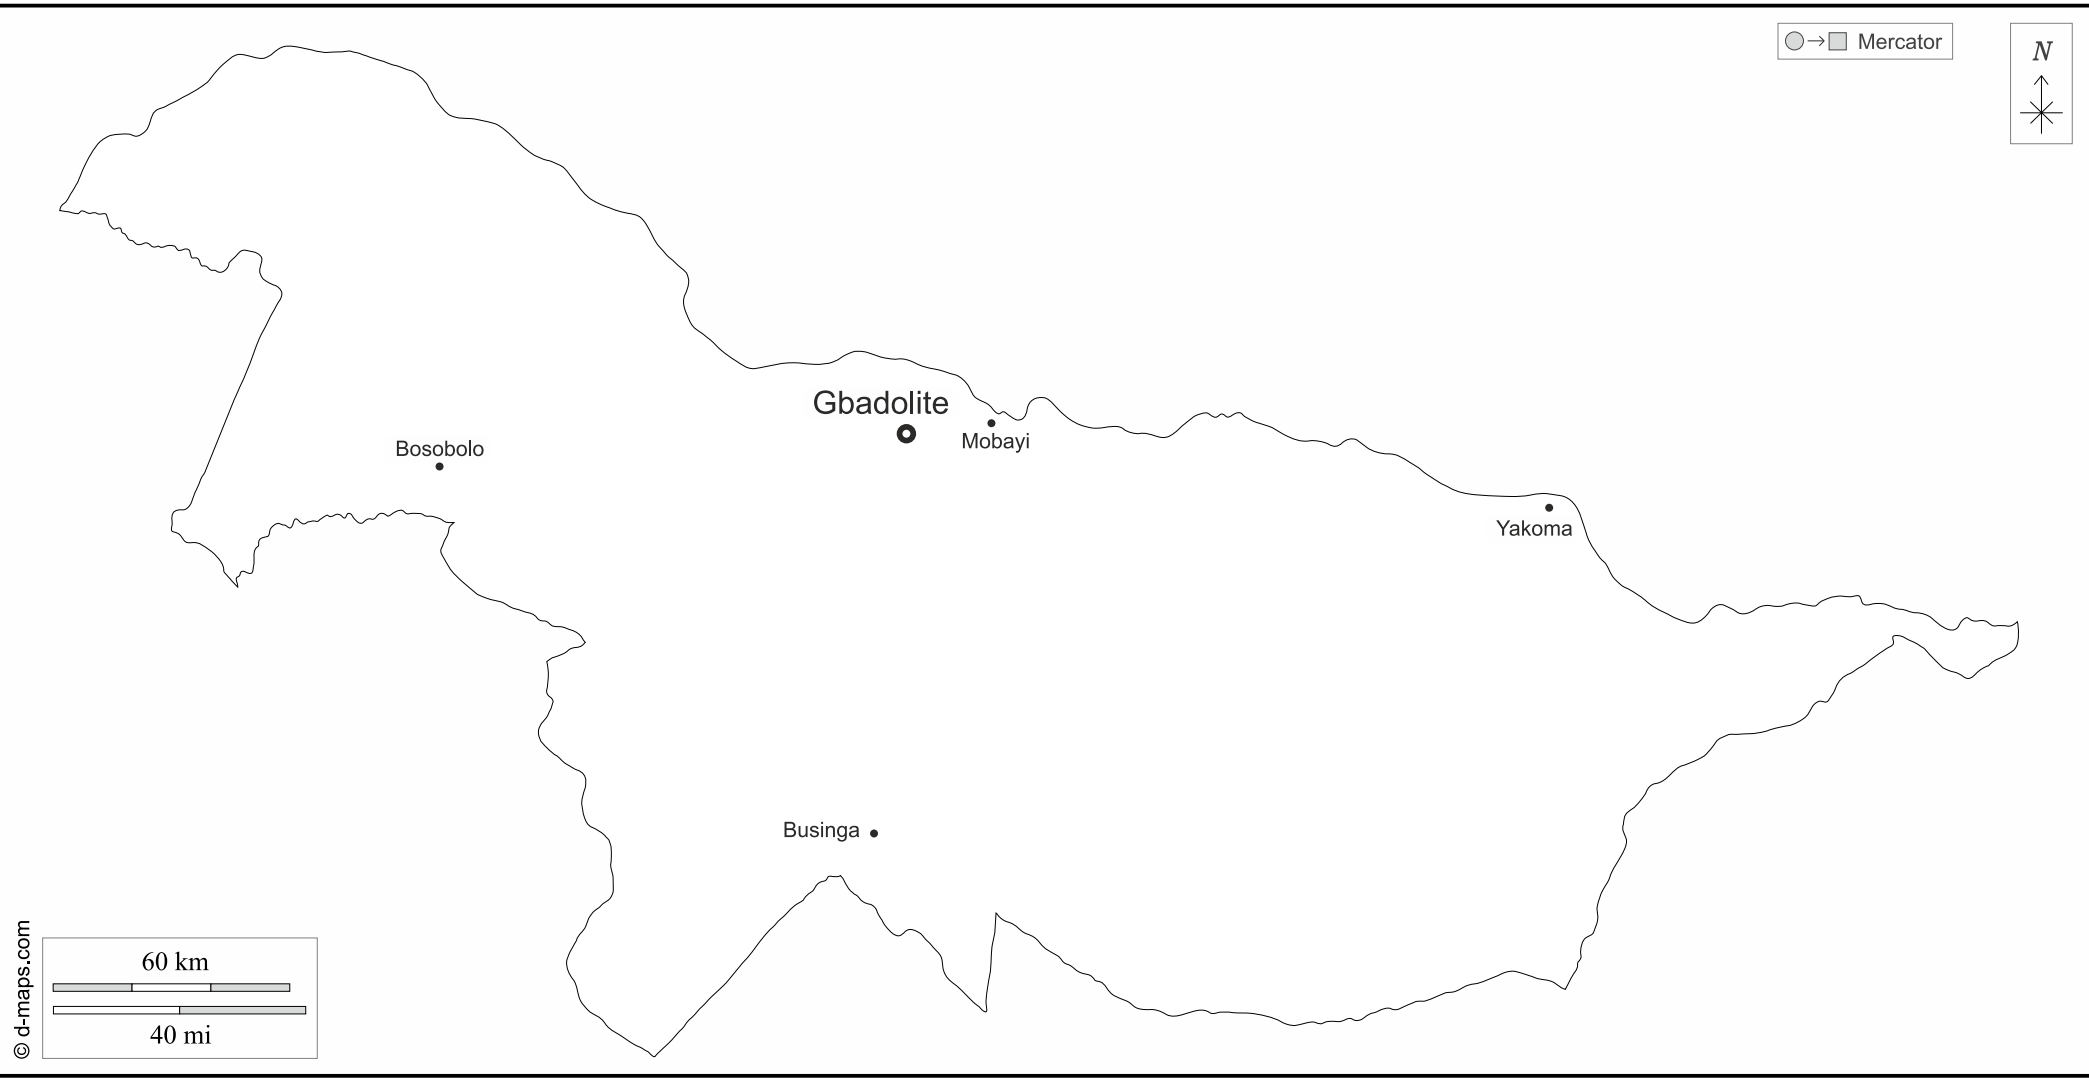 Mercator
N
Gbadolite
Mobayi
Bosobolo
Yakoma
Businga
60 km
40 mi
© d-maps.com